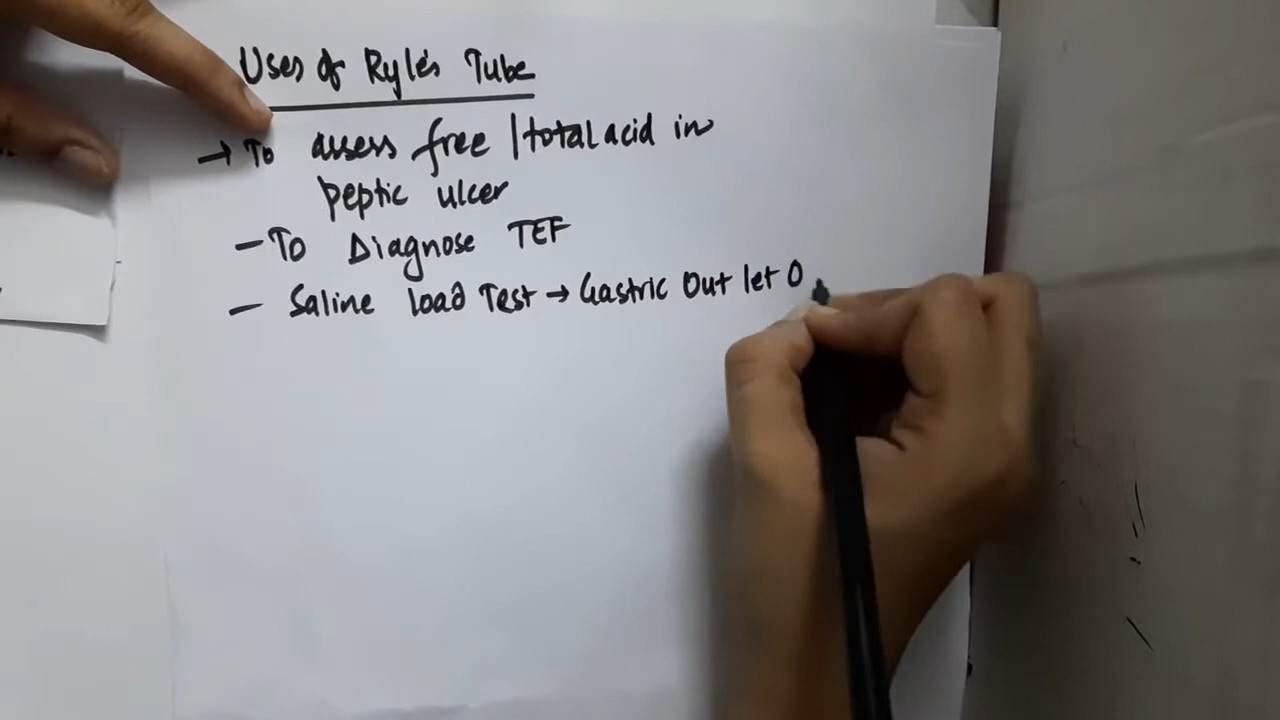 Uses of Ryle's Tube
→ To assess free / total acid in
peptic ulcer
- To Diagnose TEF
- Saline load Test → Gastric Out let O